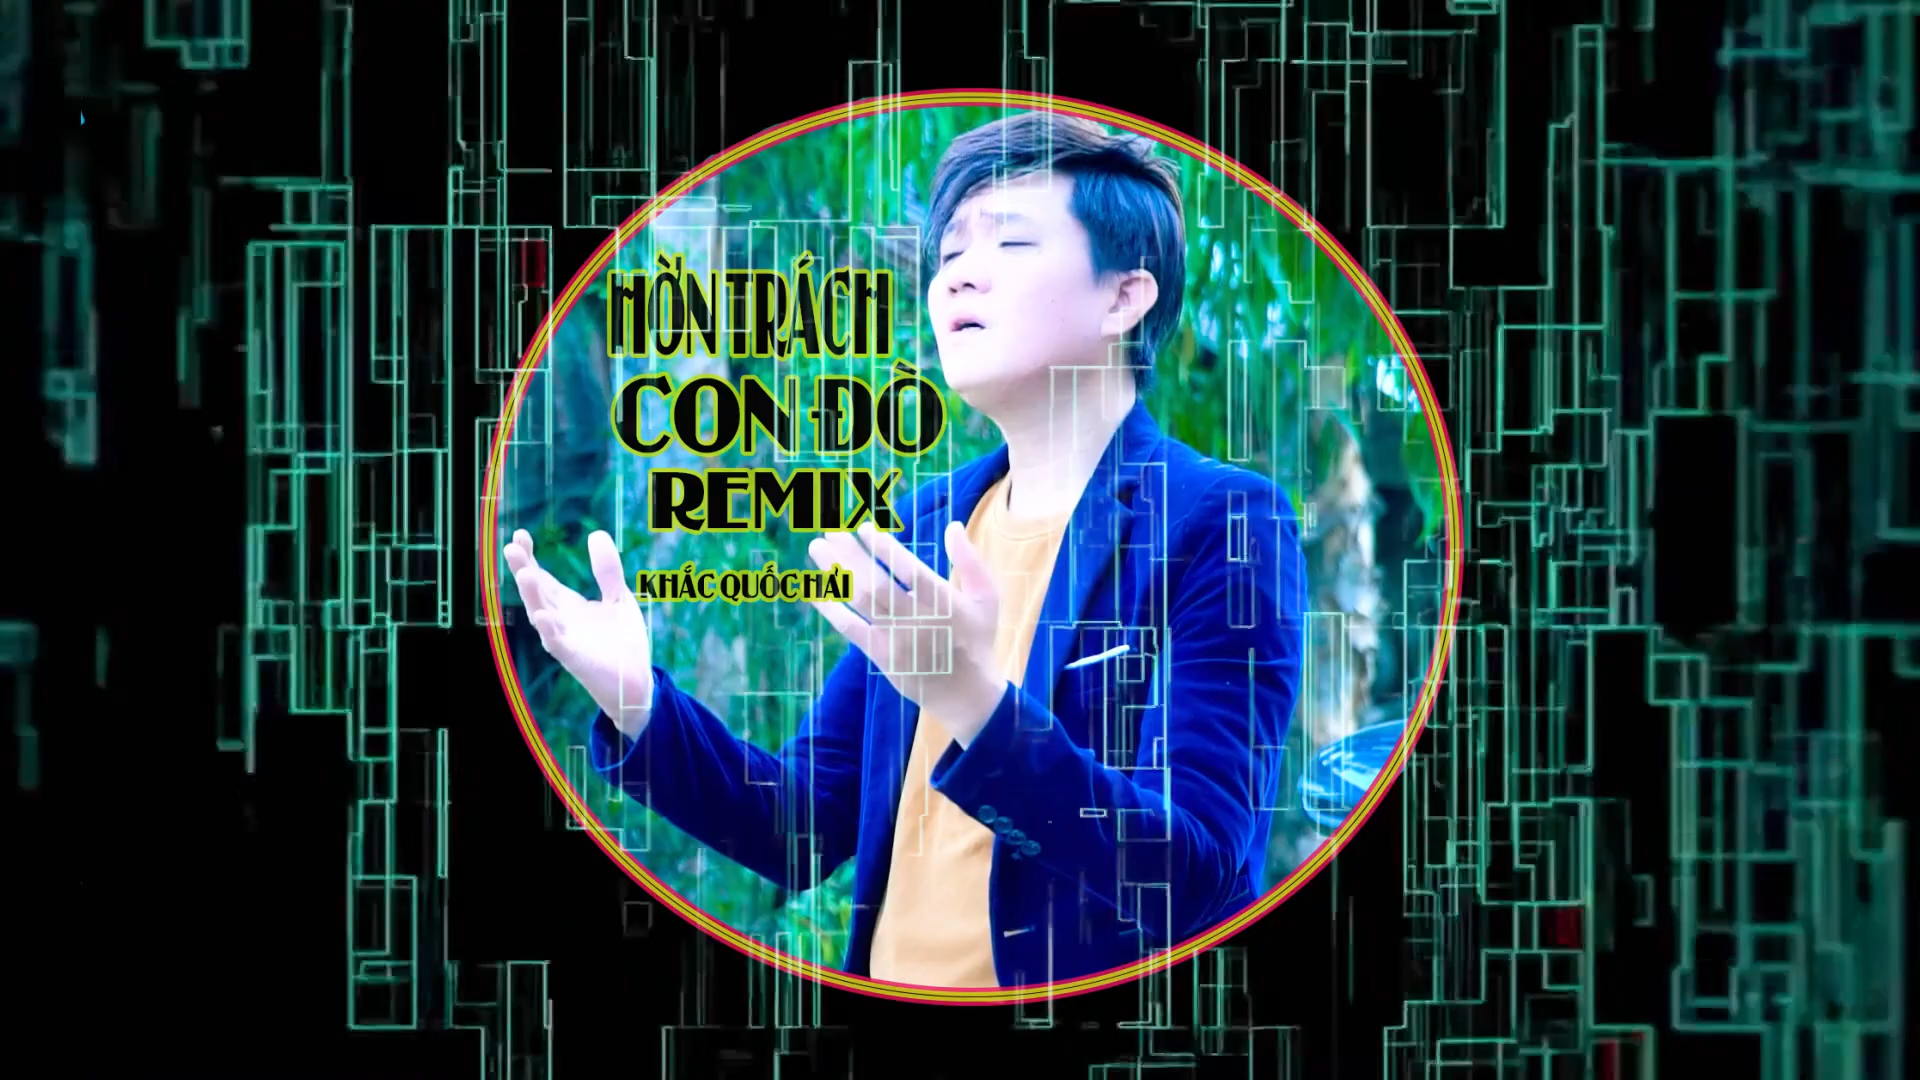 HỜN TRÁCH
CON ĐÒ
REMIX
KHẮC QUỐC HẢI